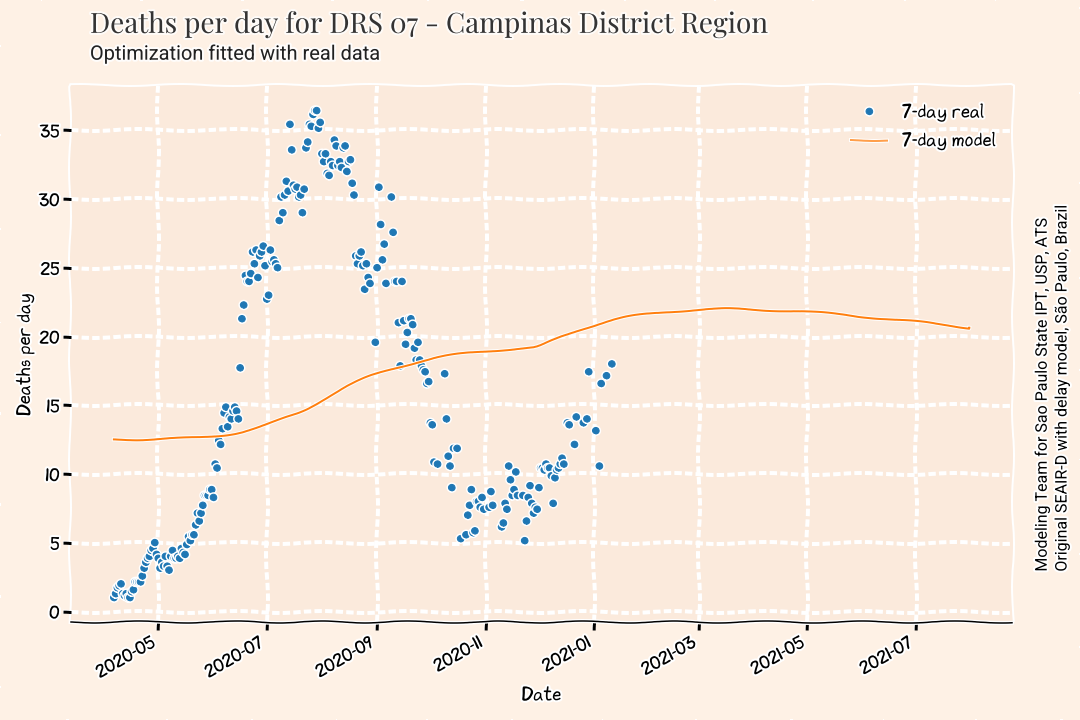 Deaths per day for DRS 07 - Campinas District Region
Optimization fitted with real data
7-day real
7-day model
Deaths per day
35
30
25
20
15
10
5
0
2020-05
2020-07
2020-09
2020-11
2021-01
2021-03
2021-05
2021-07
Date
Modeling Team for Sao Paulo State IPT, USP, ATS
Original SEAIR-D with delay model, São Paulo, Brazil